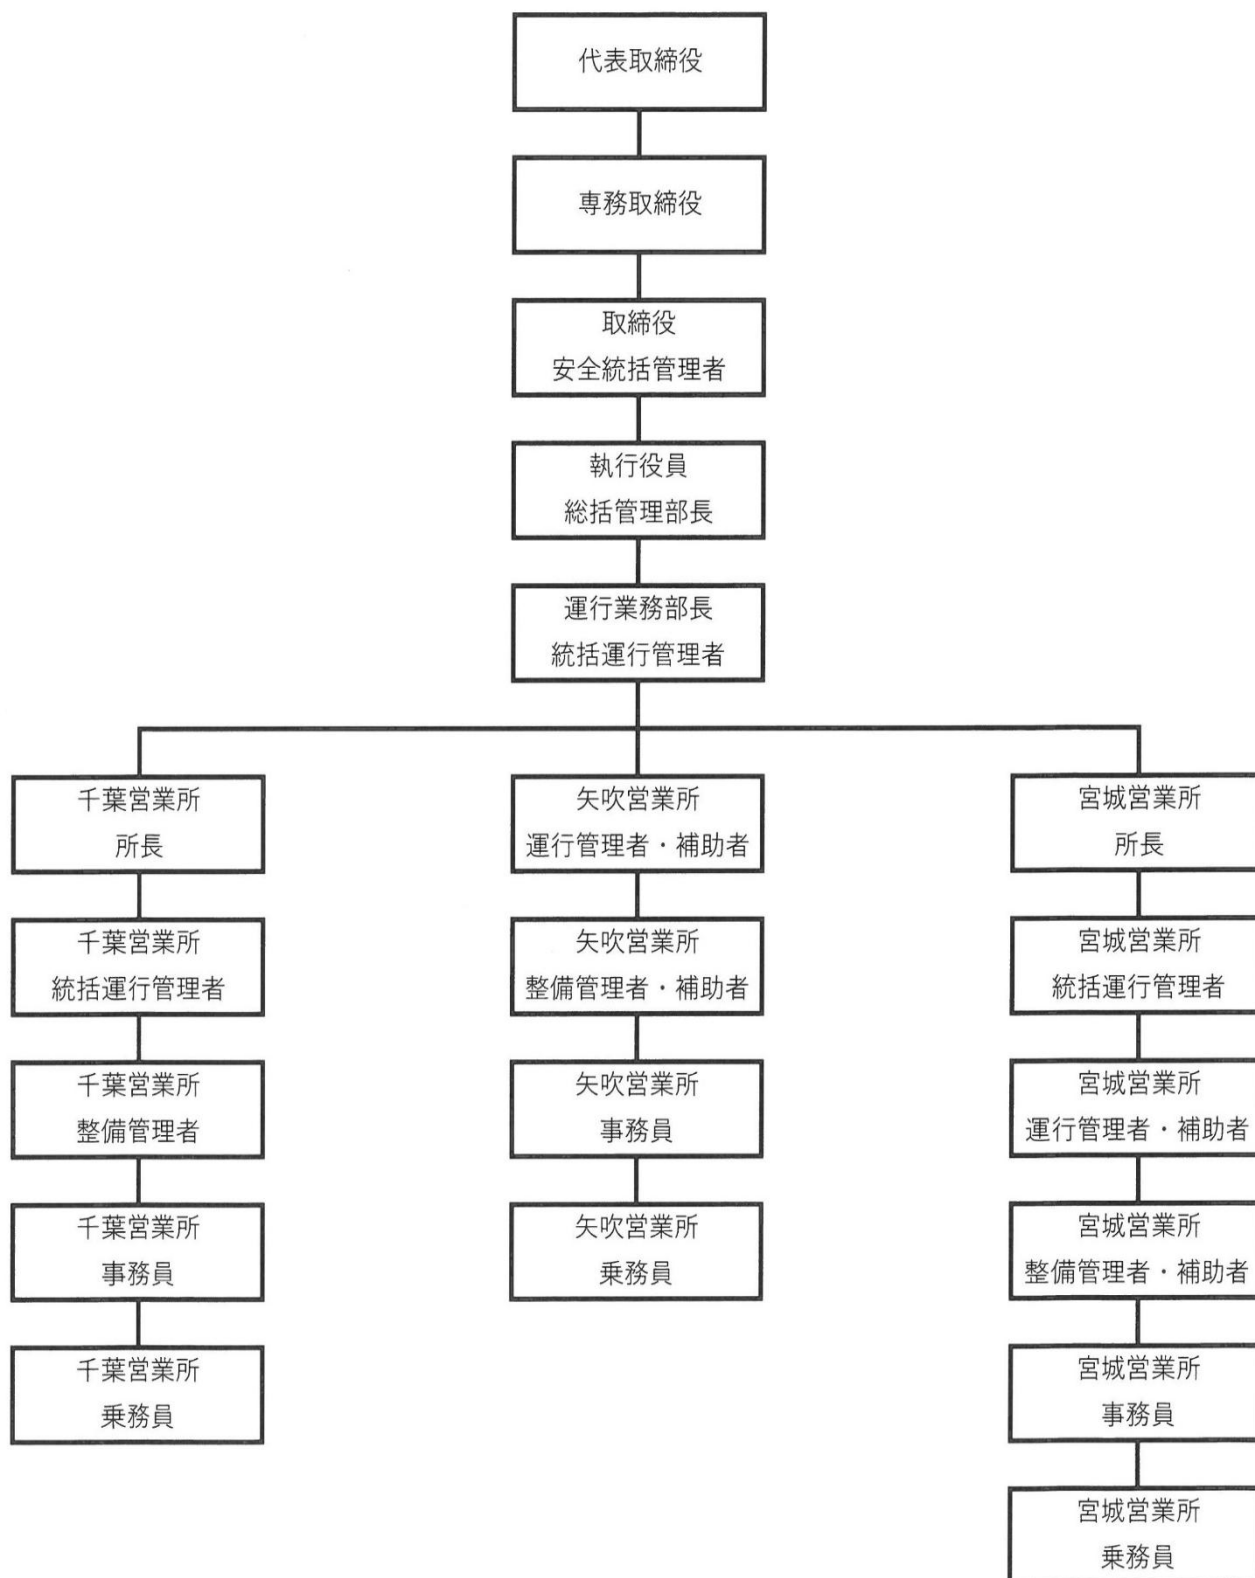 代表取締役
専務取締役
取締役
安全統括管理者
執行役員
総括管理部長
運行業務部長
統括運行管理者
千葉営業所
所長
千葉営業所
統括運行管理者
千葉営業所
整備管理者
千葉営業所
事務員
千葉営業所
乗務員
矢吹営業所
運行管理者・補助者
矢吹営業所
整備管理者・補助者
矢吹営業所
事務員
矢吹営業所
乗務員
宮城営業所
所長
宮城営業所
統括運行管理者
宮城営業所
運行管理者・補助者
宮城営業所
整備管理者・補助者
宮城営業所
事務員
宮城営業所
乗務員